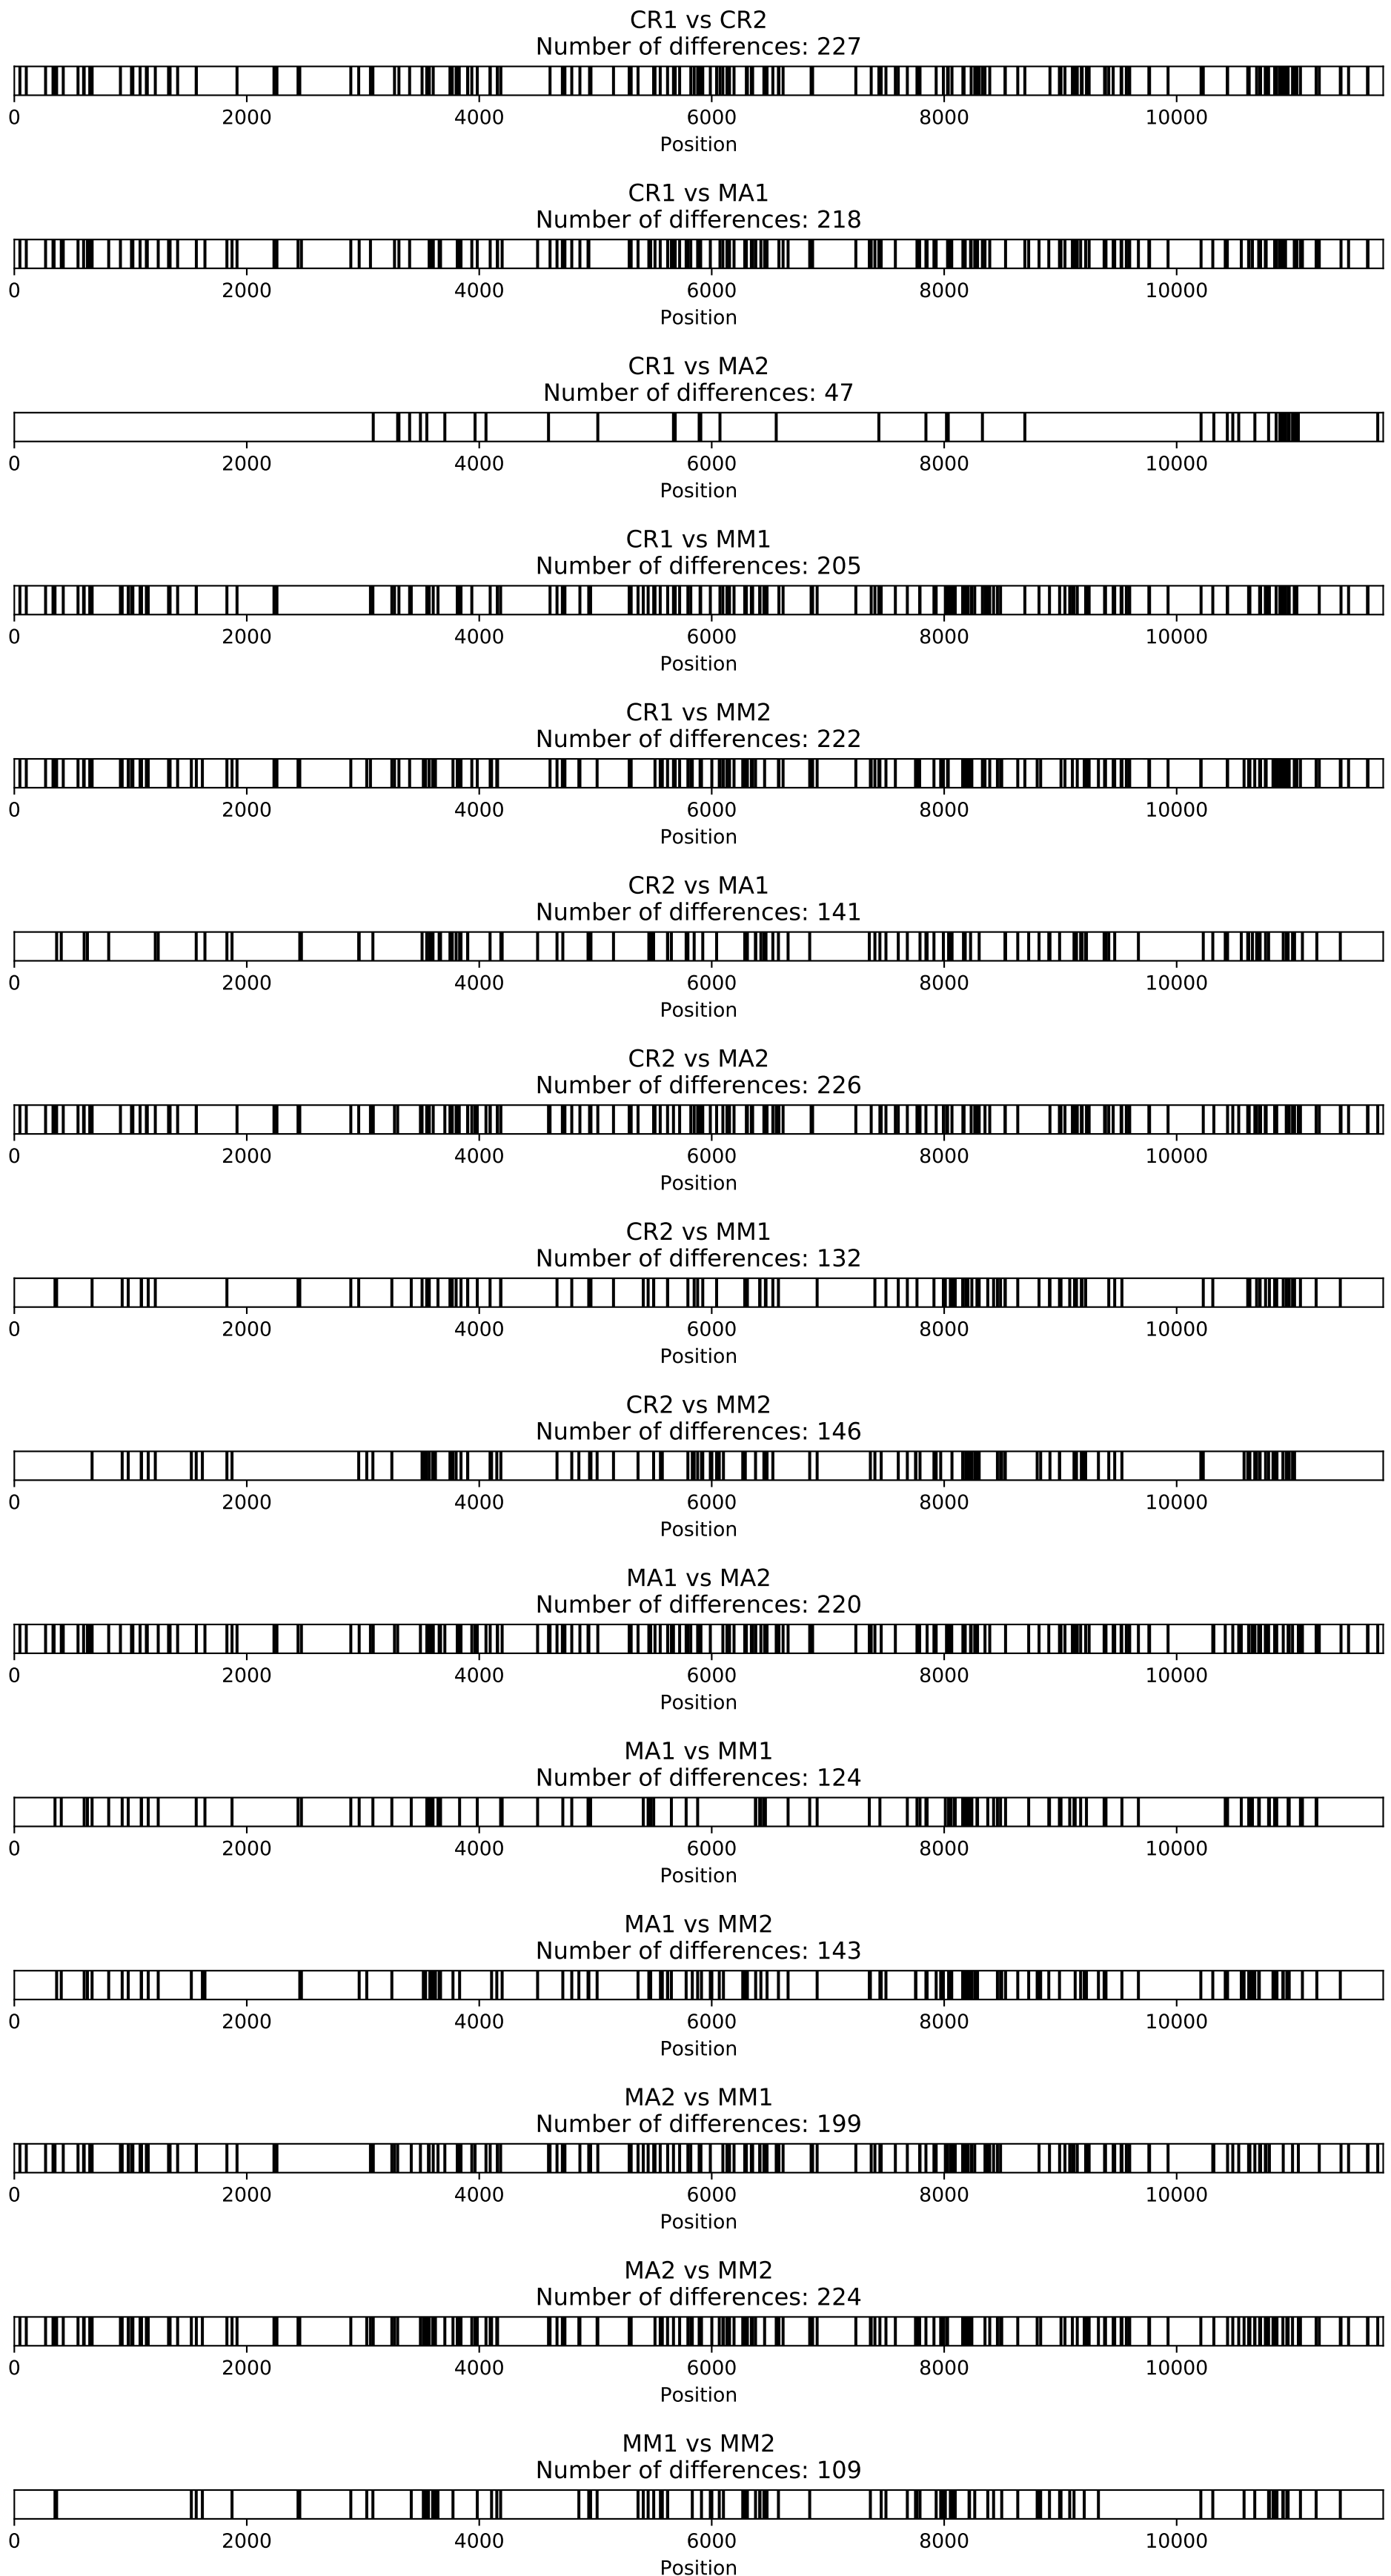 CR1 vs CR2
Number of differences: 227
0 2000 4000 6000 8000 10000
Position
CR1 vs MA1
Number of differences: 218
0 2000 4000 6000 8000 10000
Position
CR1 vs MA2
Number of differences: 47
0 2000 4000 6000 8000 10000
Position
CR1 vs MM1
Number of differences: 205
0 2000 4000 6000 8000 10000
Position
CR1 vs MM2
Number of differences: 222
0 2000 4000 6000 8000 10000
Position
CR2 vs MA1
Number of differences: 141
0 2000 4000 6000 8000 10000
Position
CR2 vs MA2
Number of differences: 226
0 2000 4000 6000 8000 10000
Position
CR2 vs MM1
Number of differences: 132
0 2000 4000 6000 8000 10000
Position
CR2 vs MM2
Number of differences: 146
0 2000 4000 6000 8000 10000
Position
MA1 vs MA2
Number of differences: 220
0 2000 4000 6000 8000 10000
Position
MA1 vs MM1
Number of differences: 124
0 2000 4000 6000 8000 10000
Position
MA1 vs MM2
Number of differences: 143
0 2000 4000 6000 8000 10000
Position
MA2 vs MM1
Number of differences: 199
0 2000 4000 6000 8000 10000
Position
MA2 vs MM2
Number of differences: 224
0 2000 4000 6000 8000 10000
Position
MM1 vs MM2
Number of differences: 109
0 2000 4000 6000 8000 10000
Position